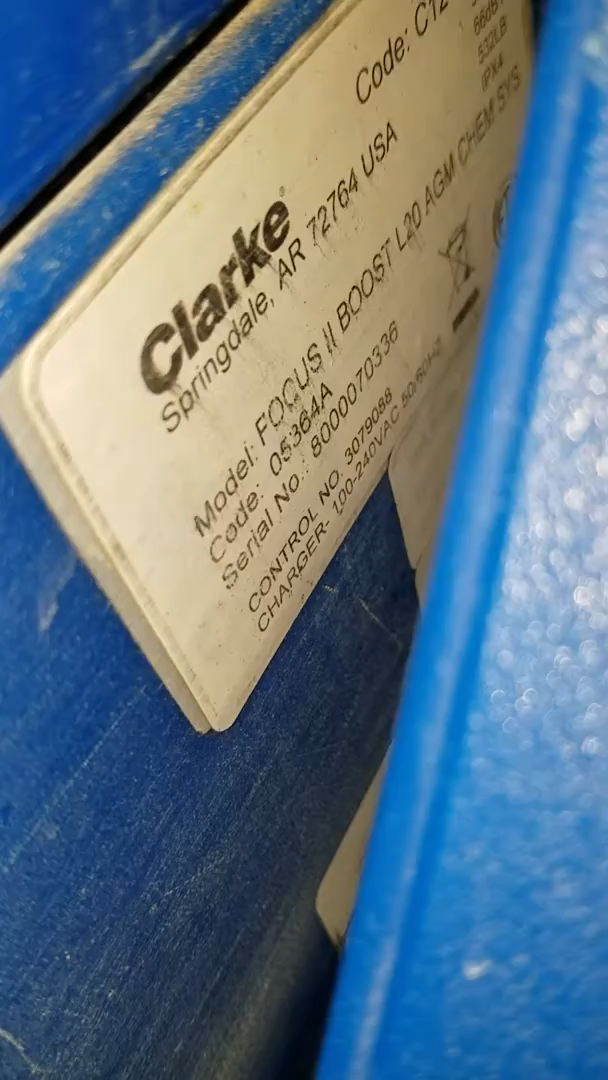 Code: C12
66dB
532LB
IPX4
Clarke
Springdale, AR 72764 USA
Model: FOCUS II BOOST L20 AGM CHEM SYS
Code: 05364A
Serial No.: 8000070336
CONTROL NO. 3079088
CHARGER- 100-240VAC 50/60HZ